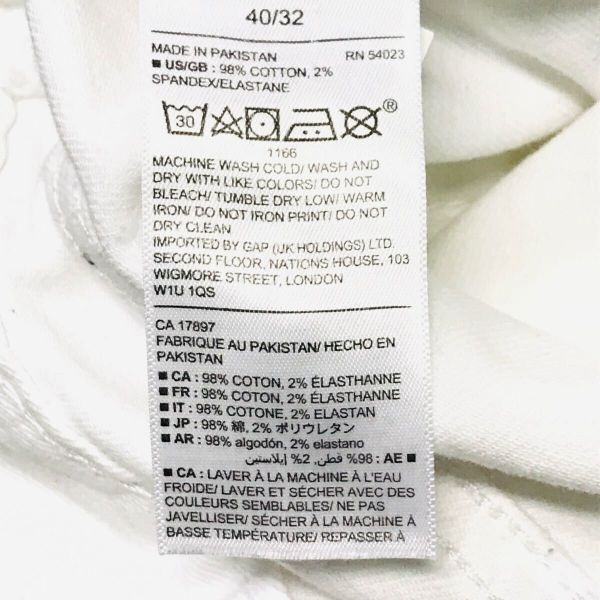 40/32
MADE IN PAKISTAN RN 54023
■ US/GB : 98% COTTON, 2%
SPANDEX/ELASTANE
30 ®
1166
MACHINE WASH COLD/ WASH AND
DRY WITH LIKE COLORS/ DO NOT
BLEACH/ TUMBLE DRY LOW/ WARM
IRON/ DO NOT IRON PRINT/ DO NOT
DRY CLEAN
IMPORTED BY GAP (UK HOLDINGS) LTD.
SECOND FLOOR, NATIONS HOUSE, 103
WIGMORE STREET, LONDON
W1U 1QS
CA 17897
FABRIQUE AU PAKISTAN/ HECHO EN
PAKISTAN
■ CA : 98% COTON, 2% ÉLASTHANNE
■ FR : 98% COTON, 2% ÉLASTHANNE
■ IT : 98% COTONE, 2% ELASTAN
■ JP : 98% 綿, 2% ポリウレタン
■ AR : 98% algodón, 2% elastano
■ AE : 98% قطن, 2% إيلاستين
■ CA : LAVER À LA MACHINE À L'EAU
FROIDE/ LAVER ET SÉCHER AVEC DES
COULEURS SEMBLABLES/ NE PAS
JAVELLISER/ SÉCHER À LA MACHINE À
BASSE TEMPÉRATURE/ REPASSER À